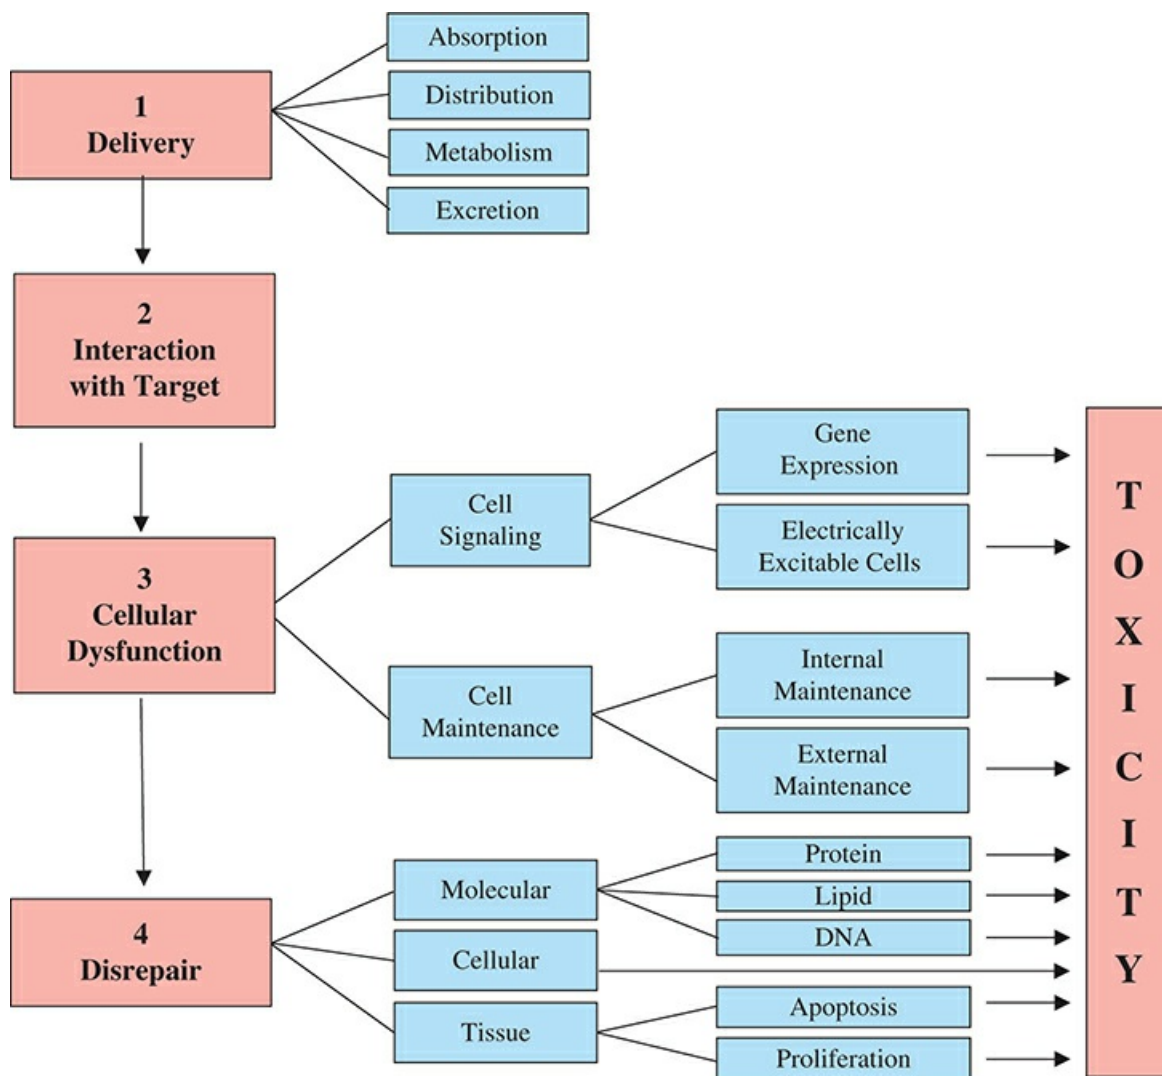 1
Delivery
Absorption
Distribution
Metabolism
Excretion
2
Interaction
with Target
3
Cellular
Dysfunction
Cell
Signaling
Gene
Expression
Electrically
Excitable Cells
Cell
Maintenance
Internal
Maintenance
External
Maintenance
4
Disrepair
Molecular
Protein
Lipid
DNA
Cellular
Tissue
Apoptosis
Proliferation
T
O
X
I
C
I
T
Y